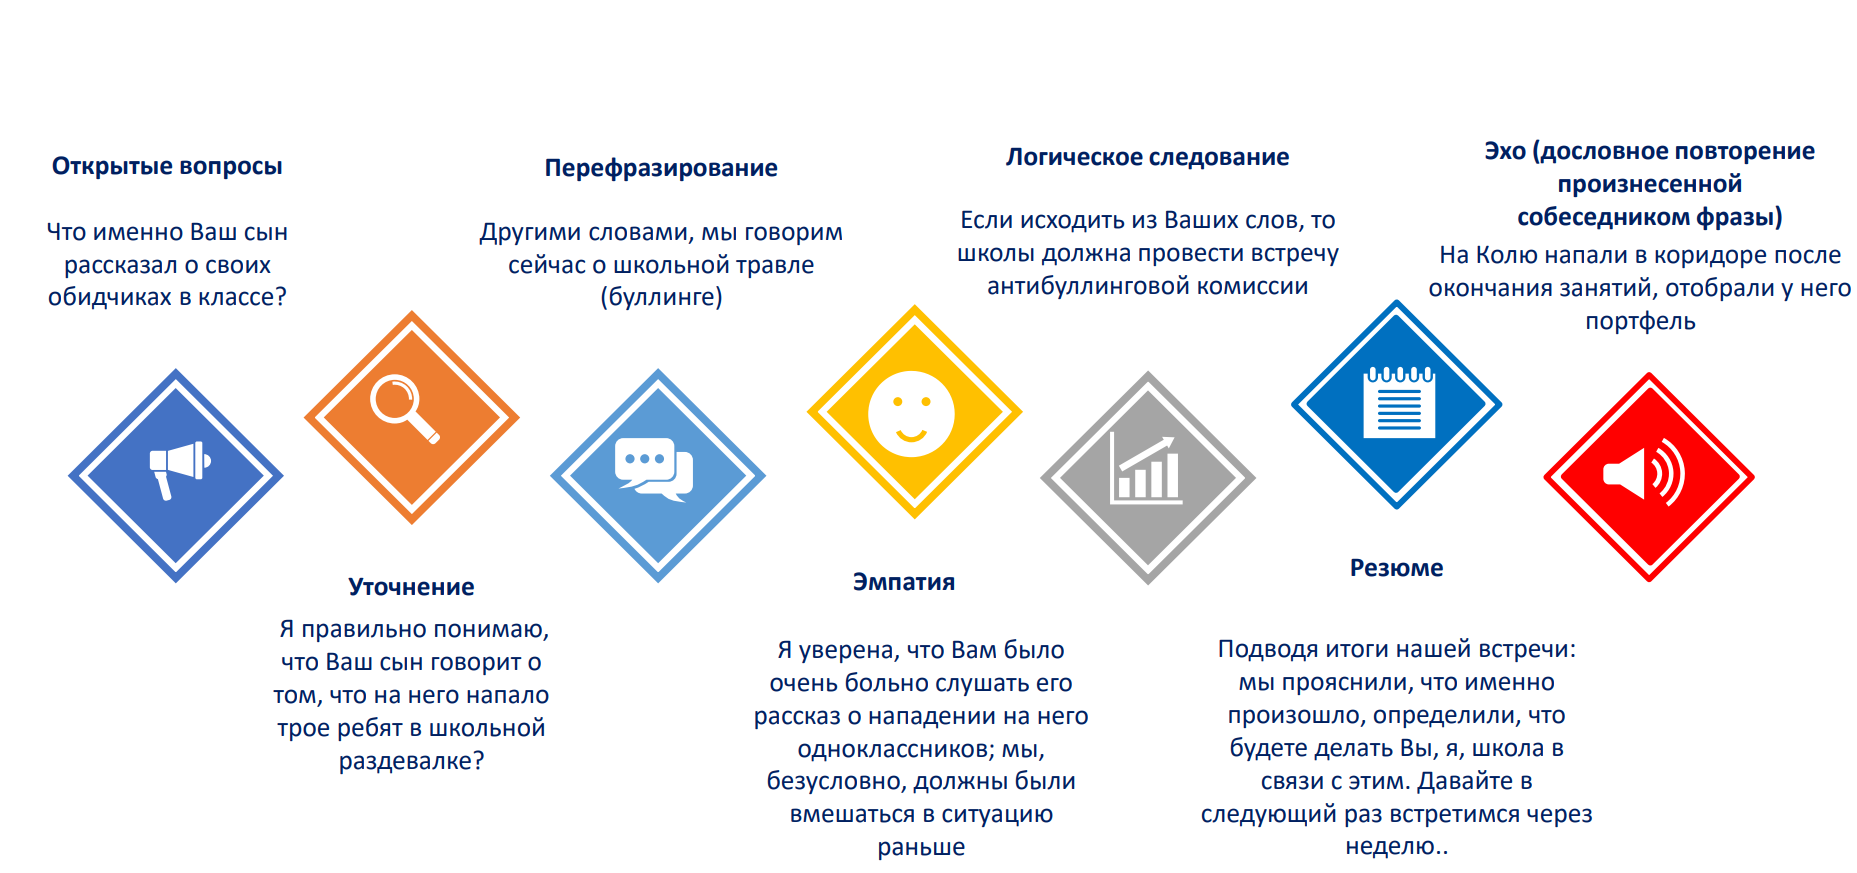 Открытые вопросы
Что именно Ваш сын
рассказал о своих
обидчиках в классе?
Уточнение
Я правильно понимаю,
что Ваш сын говорит о
том, что на него напало
трое ребят в школьной
раздевалке?
Перефразирование
Другими словами, мы говорим
сейчас о школьной травле
(буллинге)
Эмпатия
Я уверена, что Вам было
очень больно слушать его
рассказ о нападении на него
одноклассников; мы,
безусловно, должны были
вмешаться в ситуацию
раньше
Логическое следование
Если исходить из Ваших слов, то
школы должна провести встречу
антибуллинговой комиссии
Резюме
Подводя итоги нашей встречи:
мы прояснили, что именно
произошло, определили, что
будете делать Вы, я, школа в
связи с этим. Давайте в
следующий раз встретимся через
неделю..
Эхо (дословное повторение
произнесенной
собеседником фразы)
На Колю напали в коридоре после
окончания занятий, отобрали у него
портфель